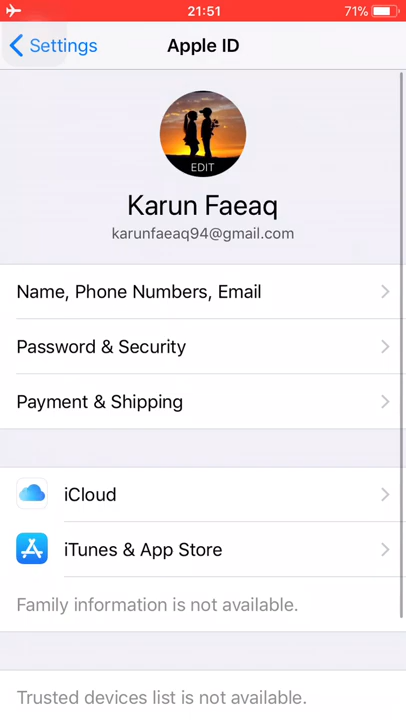 21:51
71%
Settings
Apple ID
EDIT
Karun Faeaq
karunfaeaq94@gmail.com
Name, Phone Numbers, Email
Password & Security
Payment & Shipping
iCloud
iTunes & App Store
Family information is not available.
Trusted devices list is not available.